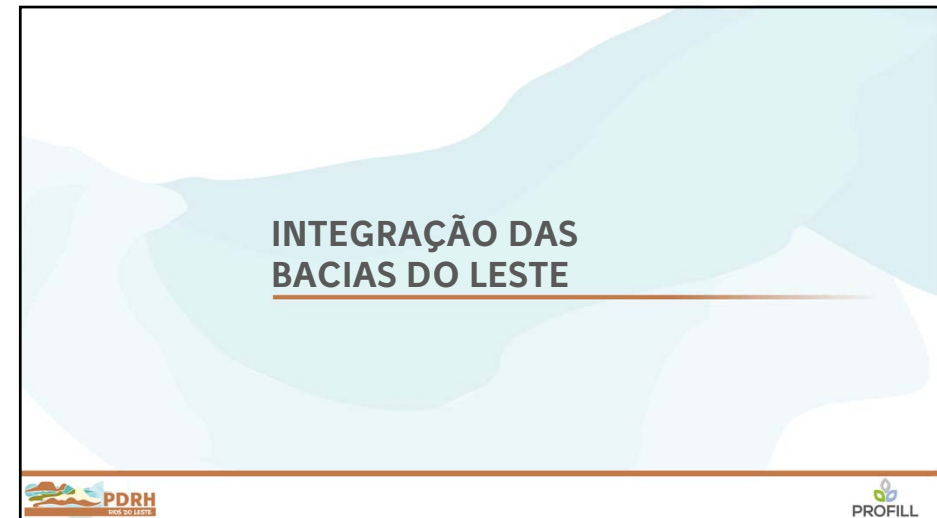 INTEGRAÇÃO DAS
BACIAS DO LESTE
PDRH
RIOS DO LESTE
PROFILL